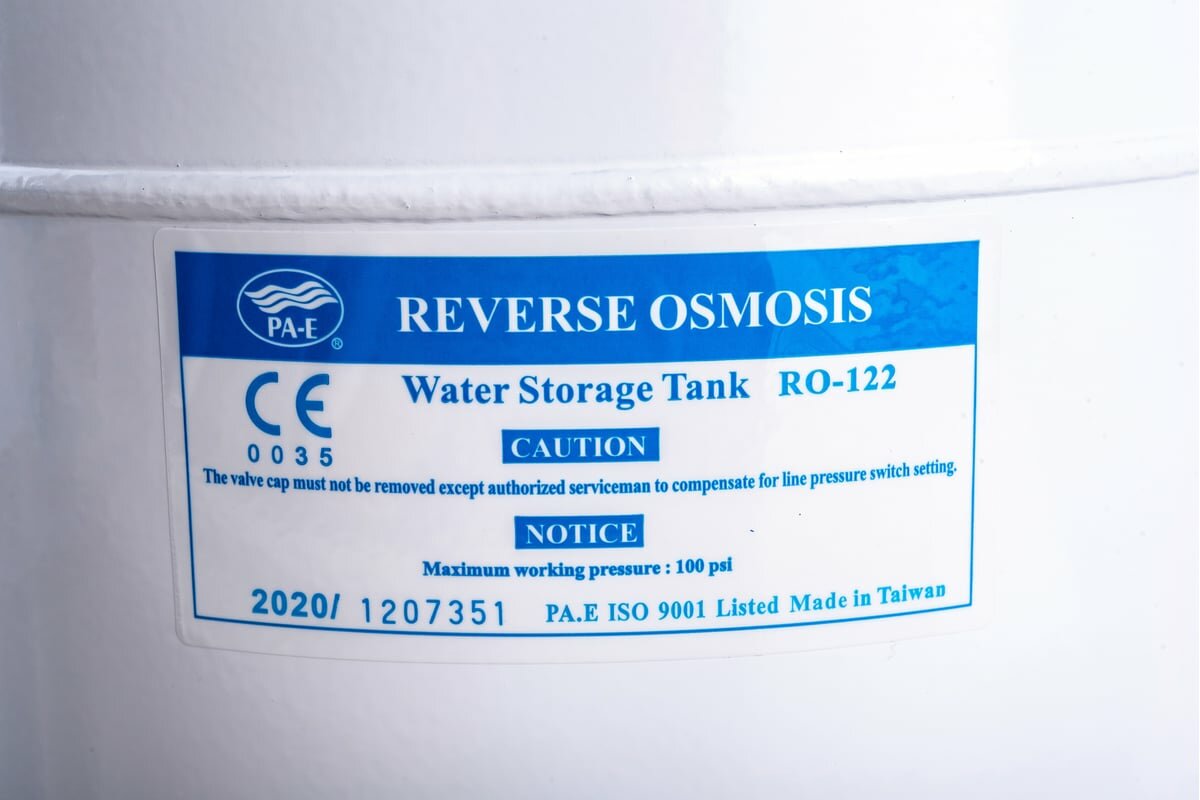 PA-E ®
REVERSE OSMOSIS
CE
0035
Water Storage Tank RO-122
CAUTION
The valve cap must not be removed except authorized serviceman to compensate for line pressure switch setting.
NOTICE
Maximum working pressure : 100 psi
2020/ 1207351 PA.E ISO 9001 Listed Made in Taiwan